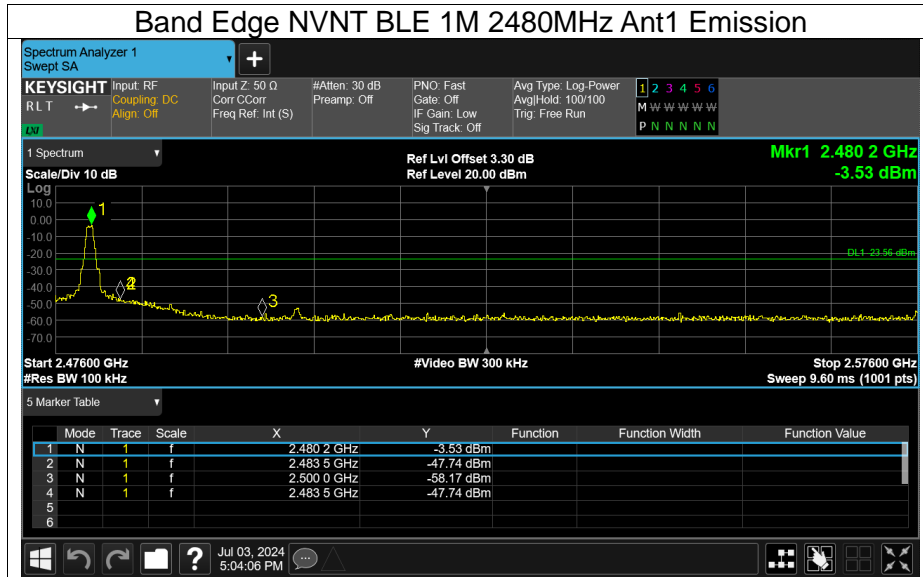 Band Edge NVNT BLE 1M 2480MHz Ant1 Emission
Spectrum Analyzer 1
Swept SA
+
KEYSIGHT Input: RF Input Z: 50 Ω #Atten: 30 dB PNO: Fast Avg Type: Log-Power 1 2 3 4 5 6
RLT Coupling: DC Corr CCorr Preamp: Off Gate: Off Avg|Hold: 100/100 M W W W W W
Align: Off Freq Ref: Int (S) IF Gain: Low Trig: Free Run
LXI Sig Track: Off P N N N N N
1 Spectrum Ref Lvl Offset 3.30 dB Mkr1 2.480 2 GHz
Scale/Div 10 dB Ref Level 20.00 dBm -3.53 dBm
Log
10.0
1
0.00
-10.0
-20.0 DL1 -23.56 dBm
-30.0
-40.0
-50.0 3
-60.0
-70.0
Start 2.47600 GHz #Video BW 300 kHz Stop 2.57600 GHz
#Res BW 100 kHz Sweep 9.60 ms (1001 pts)
5 Marker Table
Mode Trace Scale X Y Function Function Width Function Value
1 N 1 f 2.480 2 GHz -3.53 dBm
2 N 1 f 2.483 5 GHz -47.74 dBm
3 N 1 f 2.500 0 GHz -58.17 dBm
4 N 1 f 2.483 5 GHz -47.74 dBm
5
6
? Jul 03, 2024
5:04:06 PM